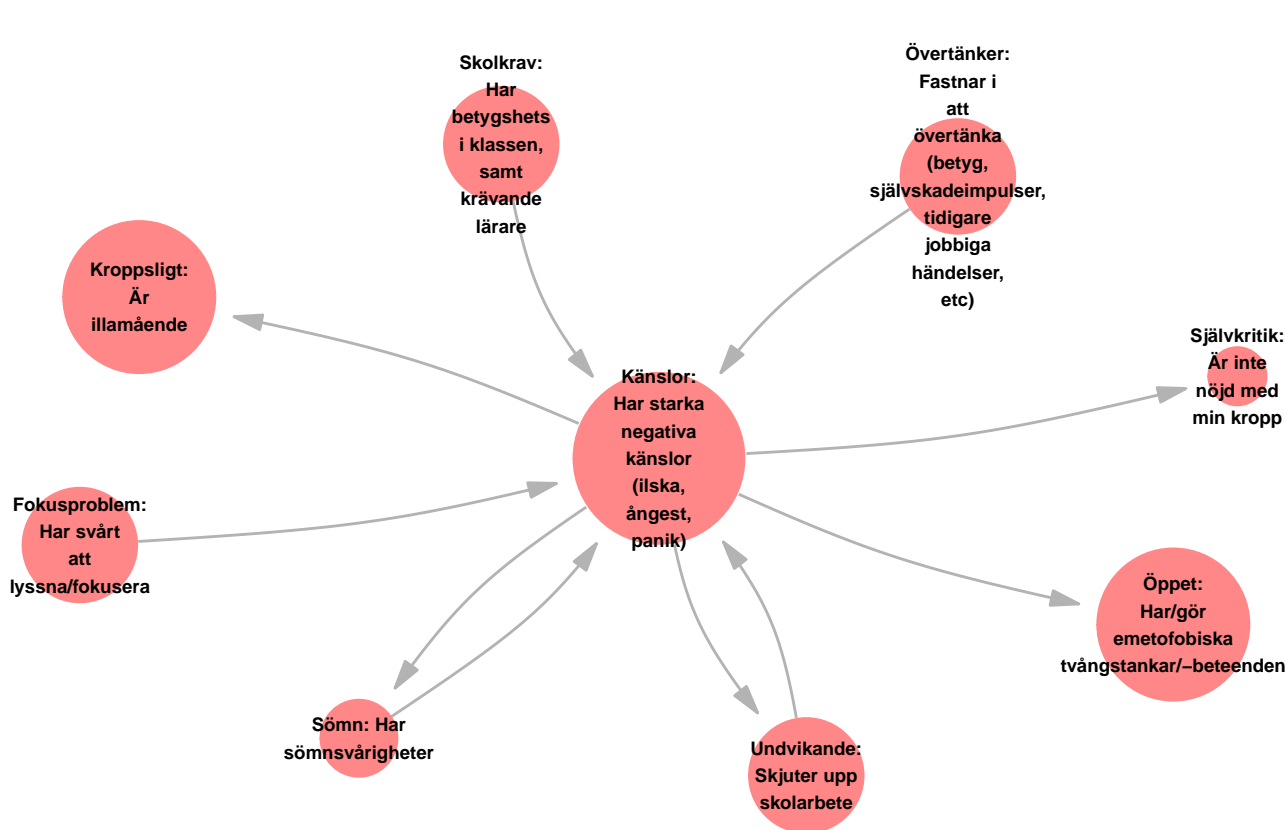 Skolkrav:
Har
betygshets
i klassen,
samt
krävande
lärare
Övertänker:
Fastnar i
att
övertänka
(betyg,
självskadeimpulser,
tidigare
jobbiga
händelser,
etc)
Kroppsligt:
Är
illamående
Självkritik:
Är inte
nöjd med
min kropp
Känslor:
Har starka
negativa
känslor
(ilska,
ångest,
panik)
Fokusproblem:
Har svårt
att
lyssna/fokusera
Öppet:
Har/gör
emetofobiska
tvångstankar/−beteenden
Sömn: Har
sömnsvårigheter
Undvikande:
Skjuter upp
skolarbete